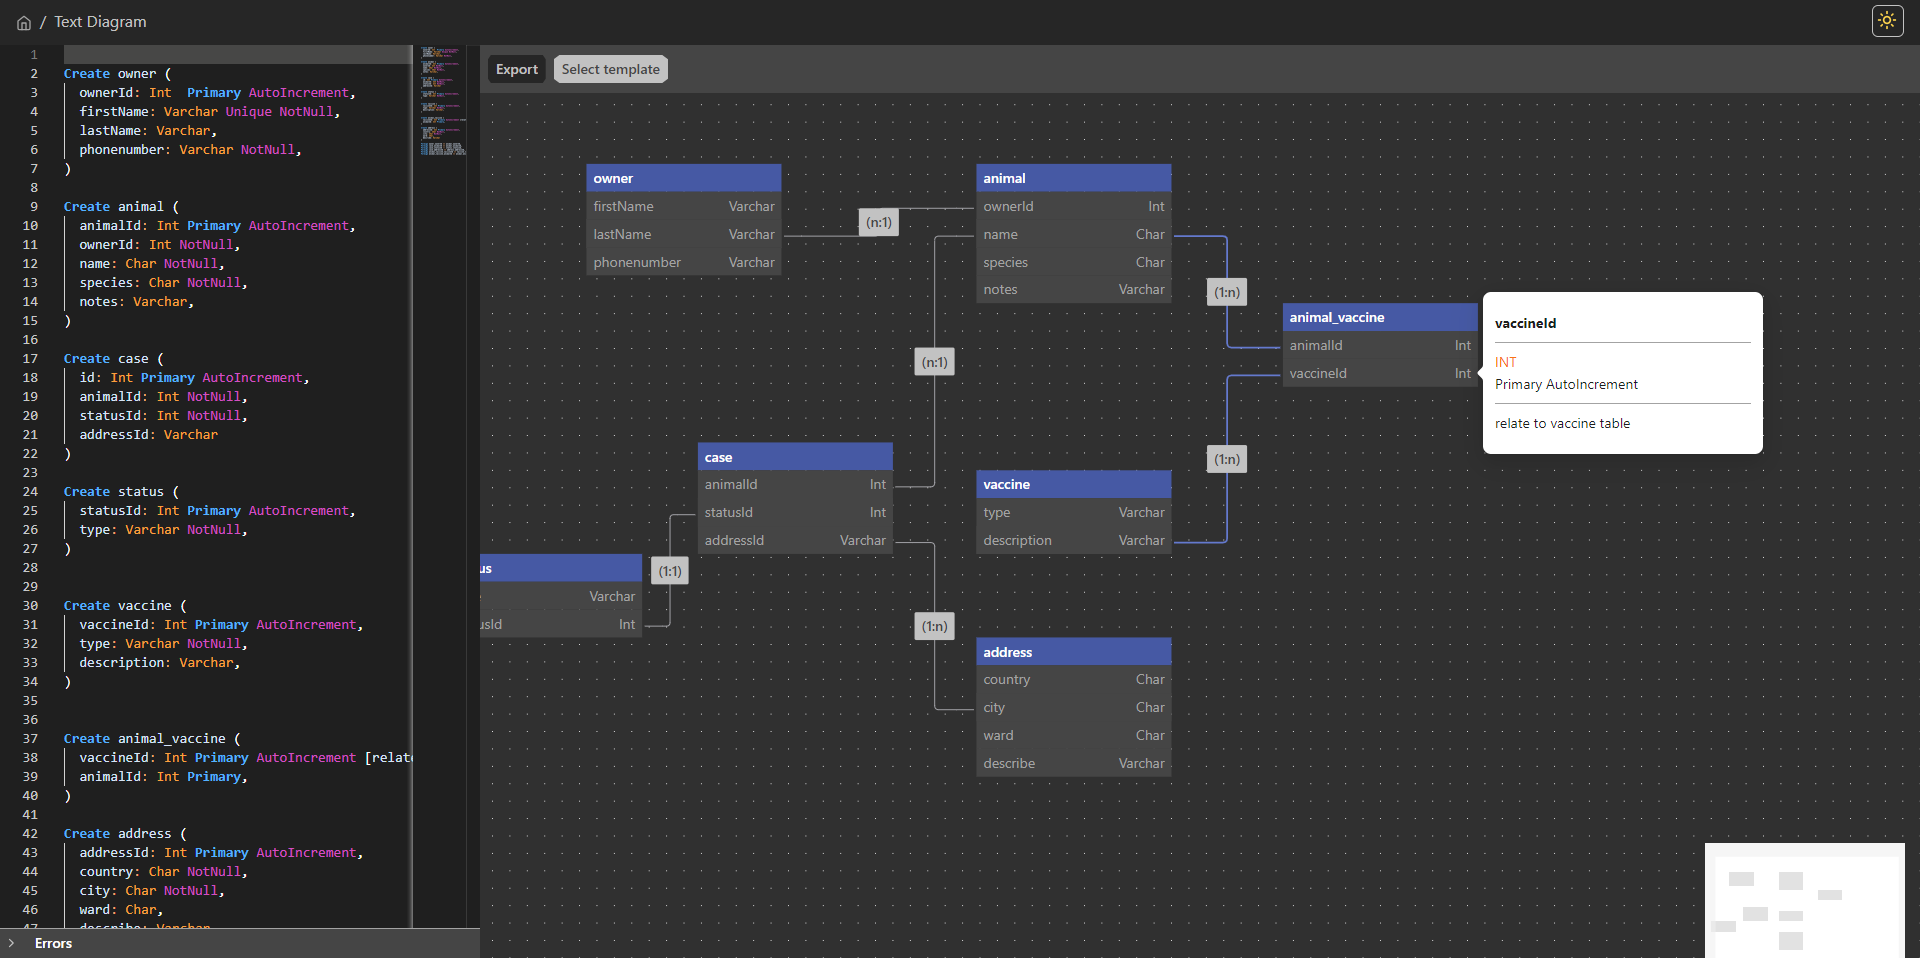 / Text Diagram
1
2 Create owner (
3 ownerId: Int  Primary AutoIncrement,
4 firstName: Varchar Unique NotNull,
5 lastName: Varchar,
6 phonenumber: Varchar NotNull,
7 )
8
9 Create animal (
10 animalId: Int Primary AutoIncrement,
11 ownerId: Int NotNull,
12 name: Char NotNull,
13 species: Char NotNull,
14 notes: Varchar,
15 )
16
17 Create case (
18 id: Int Primary AutoIncrement,
19 animalId: Int NotNull,
20 statusId: Int NotNull,
21 addressId: Varchar
22 )
23
24 Create status (
25 statusId: Int Primary AutoIncrement,
26 type: Varchar NotNull,
27 )
28
29
30 Create vaccine (
31 vaccineId: Int Primary AutoIncrement,
32 type: Varchar NotNull,
33 description: Varchar,
34 )
35
36
37 Create animal_vaccine (
38 vaccineId: Int Primary AutoIncrement [relat
39 animalId: Int Primary,
40 )
41
42 Create address (
43 addressId: Int Primary AutoIncrement,
44 country: Char NotNull,
45 city: Char NotNull,
46 ward: Char,
47 describe: Varchar
Errors
Export
Select template
owner
firstName Varchar
lastName Varchar
phonenumber Varchar
(n:1)
animal
ownerId Int
name Char
species Char
notes Varchar
(1:n)
animal_vaccine
animalId Int
vaccineId Int
vaccineId
INT
Primary AutoIncrement
relate to vaccine table
(n:1)
case
animalId Int
statusId Int
addressId Varchar
(1:n)
vaccine
type Varchar
description Varchar
us
Varchar
usId Int
(1:1)
(1:n)
address
country Char
city Char
ward Char
describe Varchar